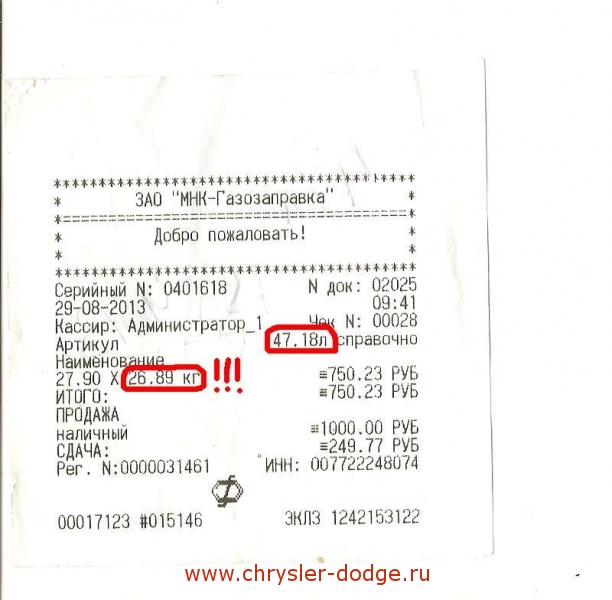 ****************************************
* ЗАО "МНК-Газозаправка" *
*======================================*
* Добро пожаловать! *
* *
****************************************
Серийный N: 0401618 N док: 02025
29-08-2013 09:41
Кассир: Администратор_1 Чек N: 00028
Артикул 47.18л справочно
Наименование
27.90 X 26.89 кг !!! ≡750.23 РУБ
ИТОГО: ≡750.23 РУБ
ПРОДАЖА
наличный ≡1000.00 РУБ
СДАЧА: ≡249.77 РУБ
Рег. N:0000031461 ИНН: 007722248074
00017123 #015146 ЭКЛЗ 1242153122
www.chrysler-dodge.ru